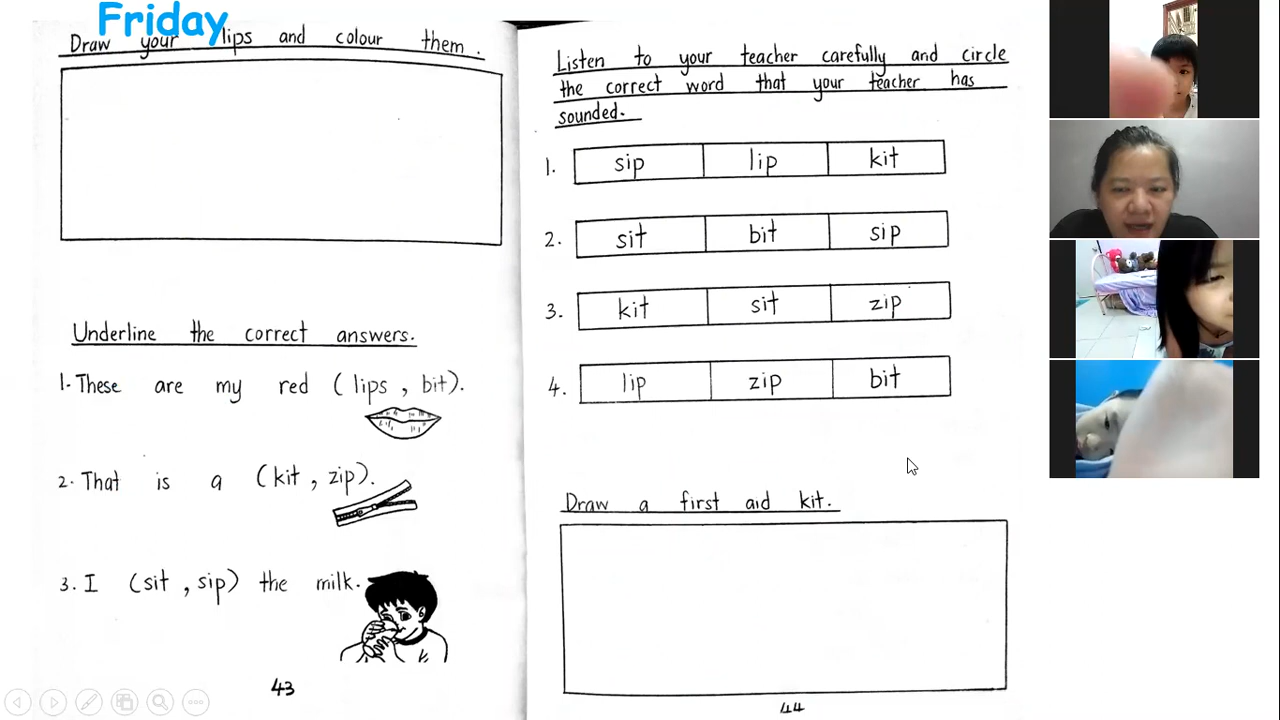 Friday
Draw your lips and colour them.
Underline the correct answers.
1. These are my red (lips, bit).
2. That is a (kit, zip).
3. I (sit, sip) the milk.
43
Listen to your teacher carefully and circle
the correct word that your teacher has
sounded.
1. sip lip kit
2. sit bit sip
3. kit sit zip
4. lip zip bit
Draw a first aid kit.
44